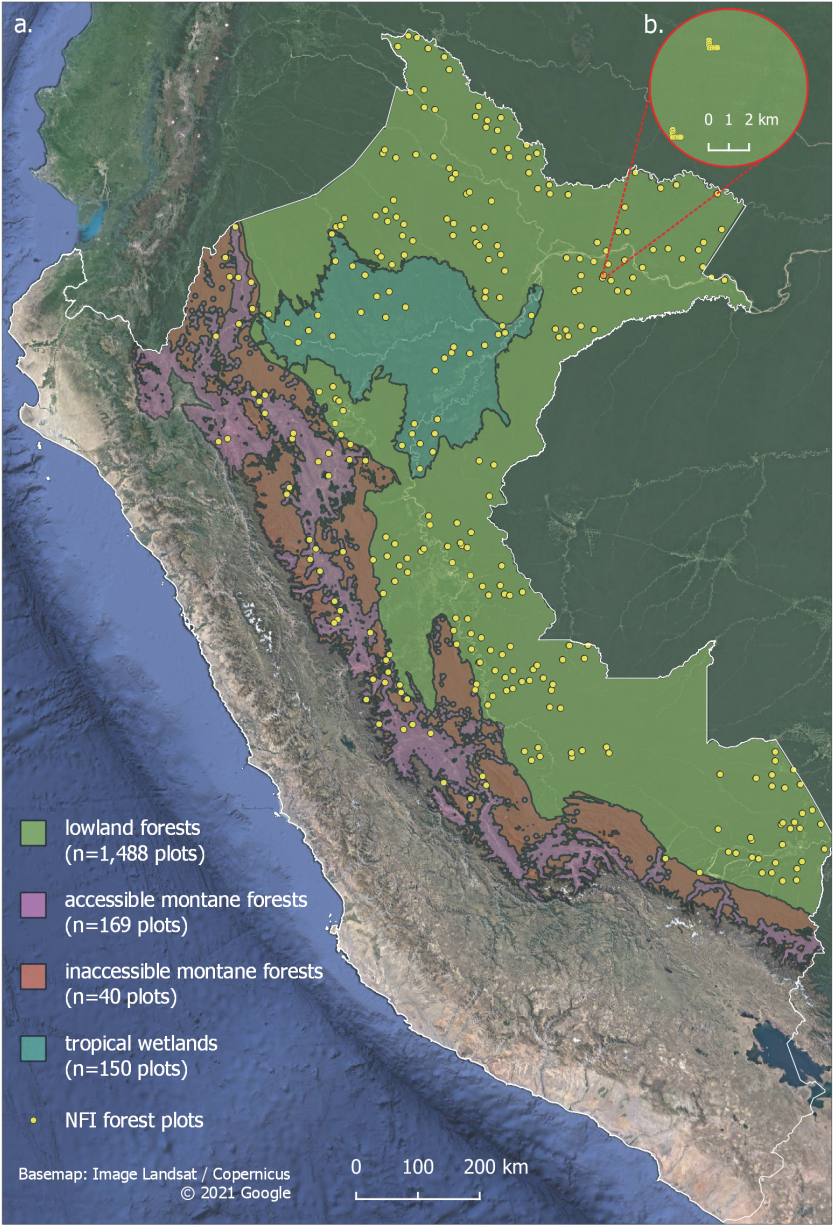 a.
b.
0 1 2 km
lowland forests
(n=1,488 plots)
accessible montane forests
(n=169 plots)
inaccessible montane forests
(n=40 plots)
tropical wetlands
(n=150 plots)
NFI forest plots
Basemap: Image Landsat / Copernicus
© 2021 Google
0 100 200 km